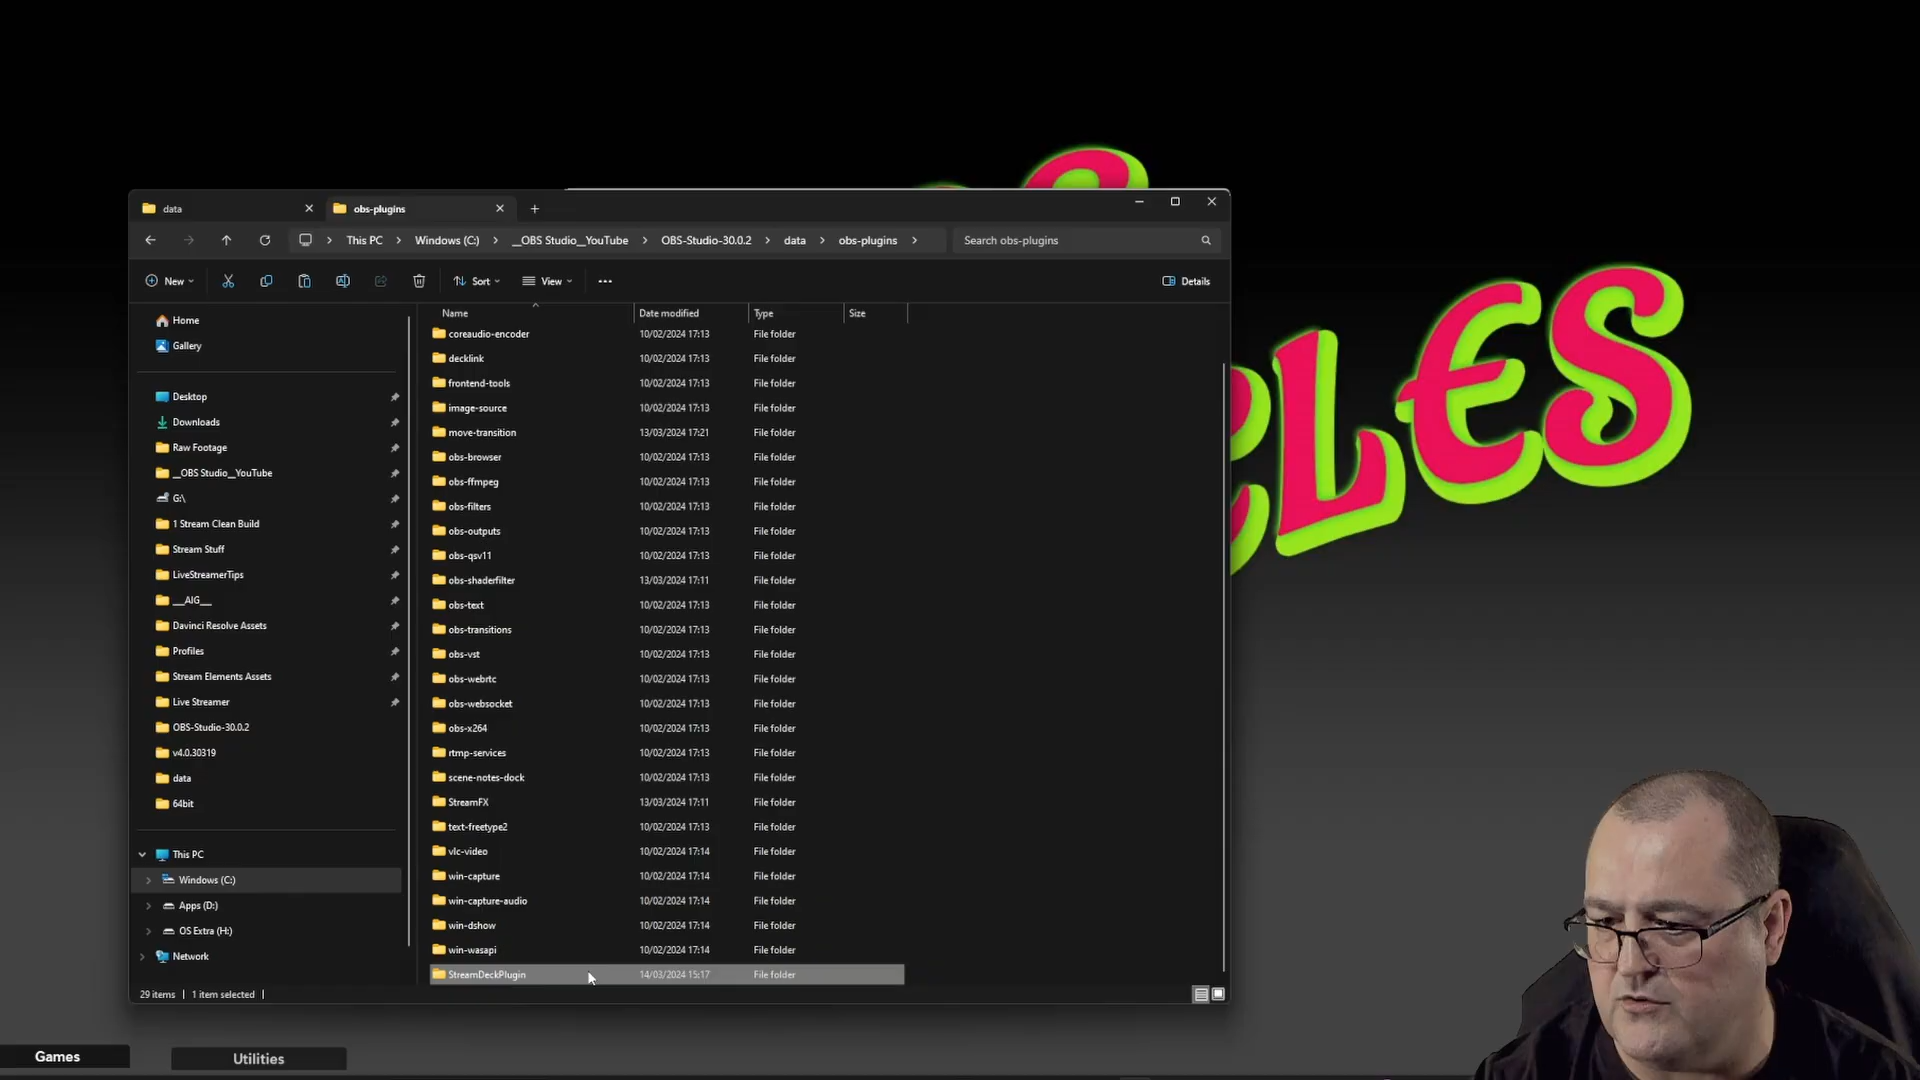 data
obs-plugins
This PC
Windows (C:)
__OBS Studio__YouTube
OBS-Studio-30.0.2
data
obs-plugins
Search obs-plugins
New
Sort
View
Details
Name
Date modified
Type
Size
Home
Gallery
Desktop
Downloads
Raw Footage
__OBS Studio__YouTube
G:\
1 Stream Clean Build
Stream Stuff
LiveStreamerTips
___AIG___
Davinci Resolve Assets
Profiles
Stream Elements Assets
Live Streamer
OBS-Studio-30.0.2
v4.0.30319
data
64bit
This PC
Windows (C:)
Apps (D:)
OS Extra (H:)
Network
coreaudio-encoder 10/02/2024 17:13 File folder
decklink 10/02/2024 17:13 File folder
frontend-tools 10/02/2024 17:13 File folder
image-source 10/02/2024 17:13 File folder
move-transition 13/03/2024 17:21 File folder
obs-browser 10/02/2024 17:13 File folder
obs-ffmpeg 10/02/2024 17:13 File folder
obs-filters 10/02/2024 17:13 File folder
obs-outputs 10/02/2024 17:13 File folder
obs-qsv11 10/02/2024 17:13 File folder
obs-shaderfilter 13/03/2024 17:11 File folder
obs-text 10/02/2024 17:13 File folder
obs-transitions 10/02/2024 17:13 File folder
obs-vst 10/02/2024 17:13 File folder
obs-webrtc 10/02/2024 17:13 File folder
obs-websocket 10/02/2024 17:13 File folder
obs-x264 10/02/2024 17:13 File folder
rtmp-services 10/02/2024 17:13 File folder
scene-notes-dock 10/02/2024 17:13 File folder
StreamFX 13/03/2024 17:11 File folder
text-freetype2 10/02/2024 17:13 File folder
vlc-video 10/02/2024 17:14 File folder
win-capture 10/02/2024 17:14 File folder
win-capture-audio 10/02/2024 17:14 File folder
win-dshow 10/02/2024 17:14 File folder
win-wasapi 10/02/2024 17:14 File folder
StreamDeckPlugin 14/03/2024 15:17 File folder
29 items
1 item selected
Games
Utilities